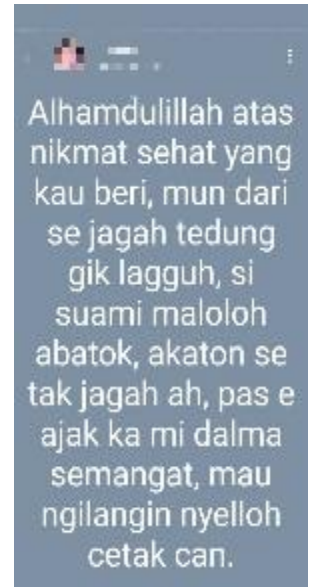 Alhamdulillah atas
nikmat sehat yang
kau beri, mun dari
se jagah tedung
gik lagguh, si
suami maloloh
abatok, akaton se
tak jagah ah, pas e
ajak ka mi dalma
semangat, mau
ngilangin nyelloh
cetak can.